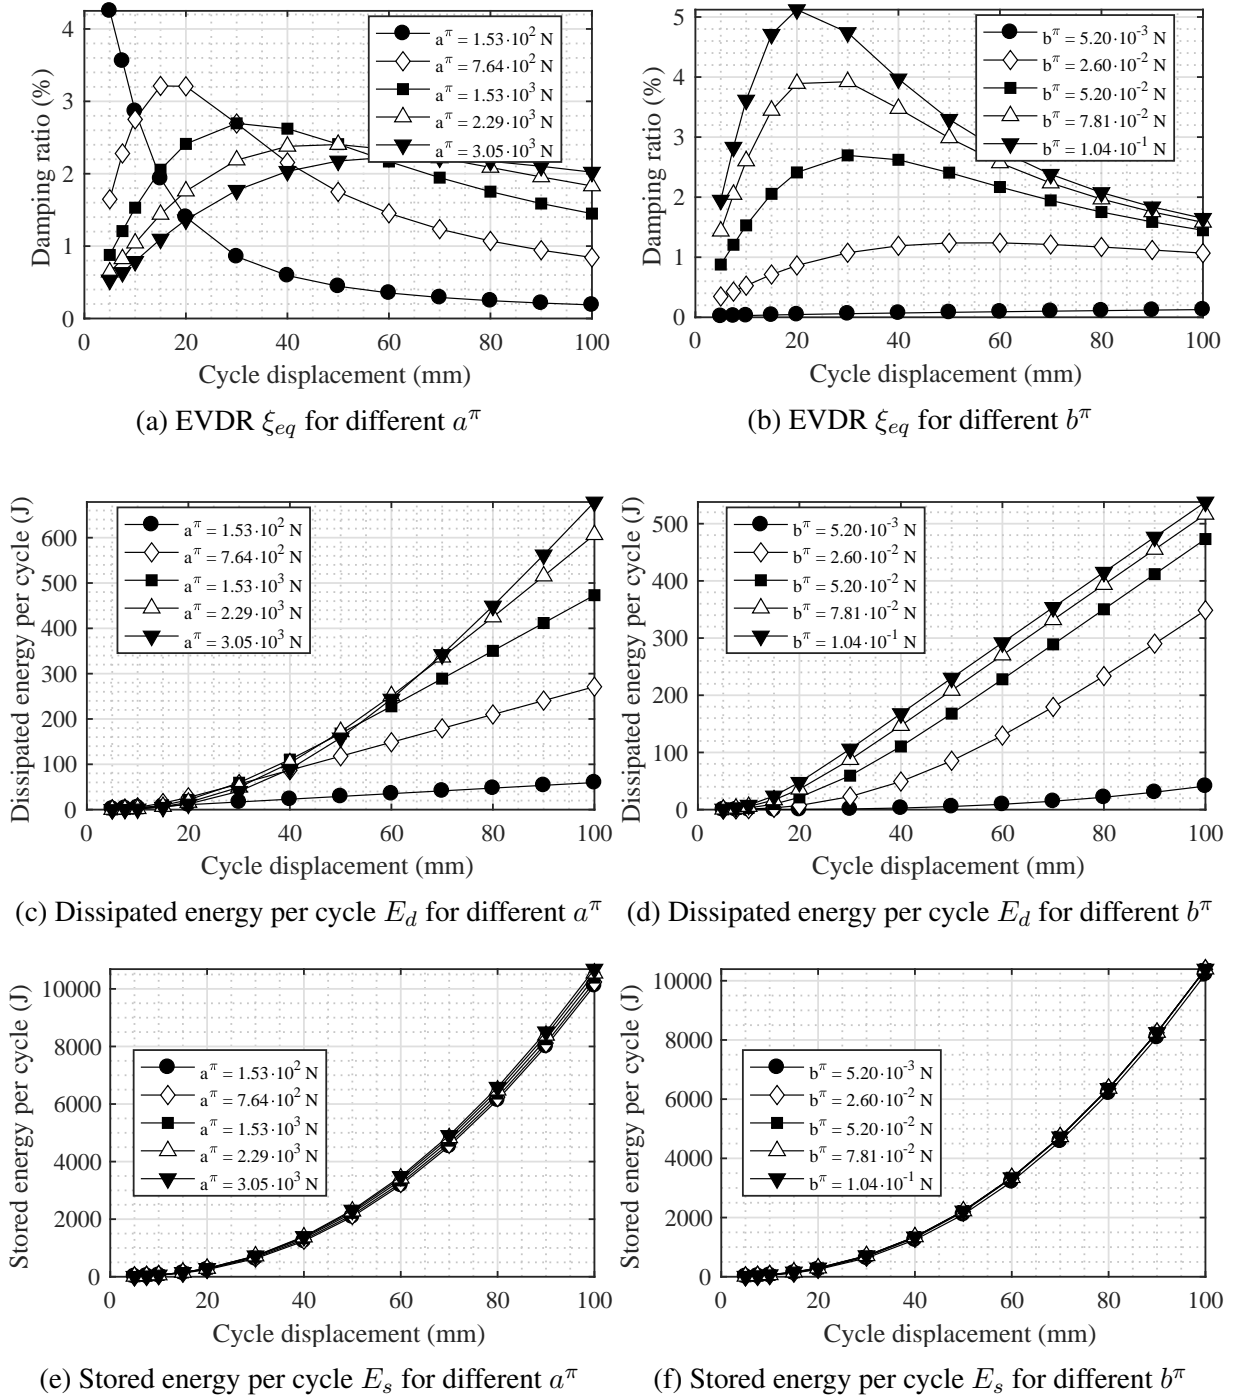 4
3
2
1
0
Damping ratio (%)
a^π = 1.53·10^2 N
a^π = 7.64·10^2 N
a^π = 1.53·10^3 N
a^π = 2.29·10^3 N
a^π = 3.05·10^3 N
0 20 40 60 80 100
Cycle displacement (mm)
(a) EVDR ξ_eq for different a^π
5
4
3
2
1
0
Damping ratio (%)
b^π = 5.20·10^-3 N
b^π = 2.60·10^-2 N
b^π = 5.20·10^-2 N
b^π = 7.81·10^-2 N
b^π = 1.04·10^-1 N
0 20 40 60 80 100
Cycle displacement (mm)
(b) EVDR ξ_eq for different b^π
600
500
400
300
200
100
0
Dissipated energy per cycle (J)
a^π = 1.53·10^2 N
a^π = 7.64·10^2 N
a^π = 1.53·10^3 N
a^π = 2.29·10^3 N
a^π = 3.05·10^3 N
0 20 40 60 80 100
Cycle displacement (mm)
(c) Dissipated energy per cycle E_d for different a^π
500
400
300
200
100
0
Dissipated energy per cycle (J)
b^π = 5.20·10^-3 N
b^π = 2.60·10^-2 N
b^π = 5.20·10^-2 N
b^π = 7.81·10^-2 N
b^π = 1.04·10^-1 N
0 20 40 60 80 100
Cycle displacement (mm)
(d) Dissipated energy per cycle E_d for different b^π
10000
8000
6000
4000
2000
0
Stored energy per cycle (J)
a^π = 1.53·10^2 N
a^π = 7.64·10^2 N
a^π = 1.53·10^3 N
a^π = 2.29·10^3 N
a^π = 3.05·10^3 N
0 20 40 60 80 100
Cycle displacement (mm)
(e) Stored energy per cycle E_s for different a^π
10000
8000
6000
4000
2000
0
Stored energy per cycle (J)
b^π = 5.20·10^-3 N
b^π = 2.60·10^-2 N
b^π = 5.20·10^-2 N
b^π = 7.81·10^-2 N
b^π = 1.04·10^-1 N
0 20 40 60 80 100
Cycle displacement (mm)
(f) Stored energy per cycle E_s for different b^π